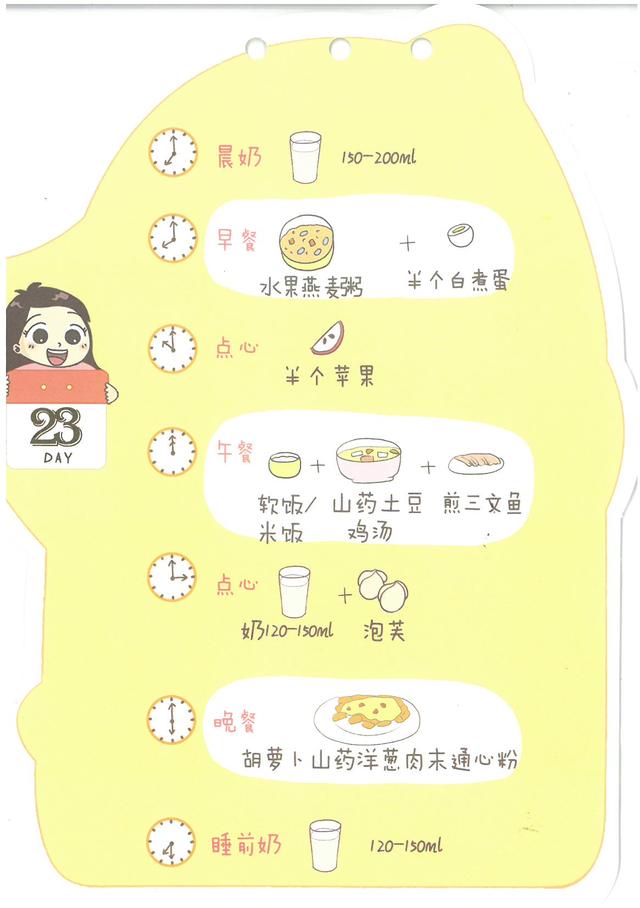 晨奶 150-200ml
早餐 +
水果燕麦粥 半个白煮蛋
点心
半个苹果
23
DAY
午餐 + +
软饭/ 山药土豆 煎三文鱼
米饭 鸡汤
点心 +
奶120-150ml 泡芙
晚餐
胡萝卜山药洋葱肉末通心粉
睡前奶 120-150ml